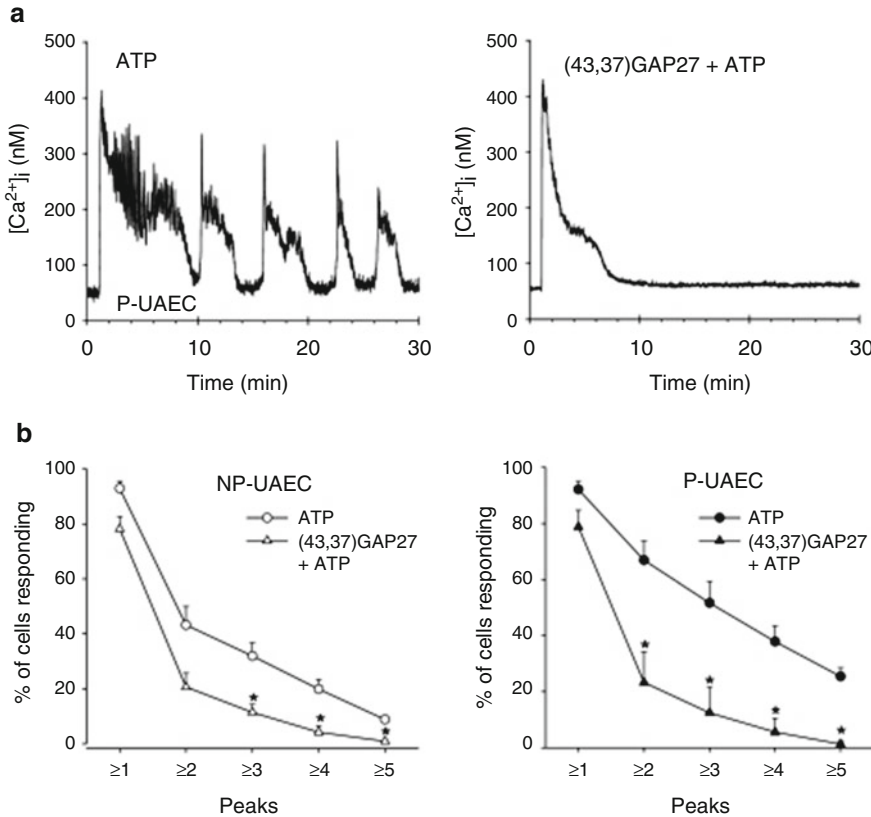 a
ATP
P-UAEC
500
400
300
200
100
0
[Ca2+]i (nM)
0 10 20 30
Time (min)
(43,37)GAP27 + ATP
500
400
300
200
100
0
[Ca2+]i (nM)
0 10 20 30
Time (min)
b
NP-UAEC
ATP
(43,37)GAP27
+ ATP
100
80
60
40
20
0
% of cells responding
≥1 ≥2 ≥3 ≥4 ≥5
Peaks
P-UAEC
ATP
(43,37)GAP27
+ ATP
100
80
60
40
20
0
% of cells responding
≥1 ≥2 ≥3 ≥4 ≥5
Peaks